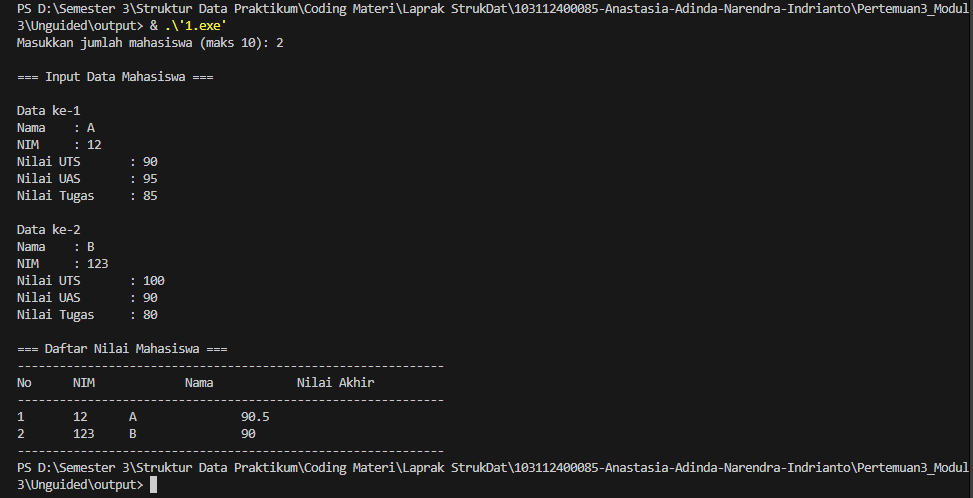 PS D:\Semester 3\Struktur Data Praktikum\Coding Materi\Laprak StrukDat\103112400085-Anastasia-Adinda-Narendra-Indrianto\Pertemuan3_Modul
3\Unguided\output> & .\'1.exe'
Masukkan jumlah mahasiswa (maks 10): 2
=== Input Data Mahasiswa ===
Data ke-1
Nama    : A
NIM     : 12
Nilai UTS       : 90
Nilai UAS       : 95
Nilai Tugas     : 85
Data ke-2
Nama    : B
NIM     : 123
Nilai UTS       : 100
Nilai UAS       : 90
Nilai Tugas     : 80
=== Daftar Nilai Mahasiswa ===
-------------------------------------------------------------
No      NIM             Nama            Nilai Akhir
-------------------------------------------------------------
1       12      A               90.5
2       123     B               90
-------------------------------------------------------------
PS D:\Semester 3\Struktur Data Praktikum\Coding Materi\Laprak StrukDat\103112400085-Anastasia-Adinda-Narendra-Indrianto\Pertemuan3_Modul
3\Unguided\output>